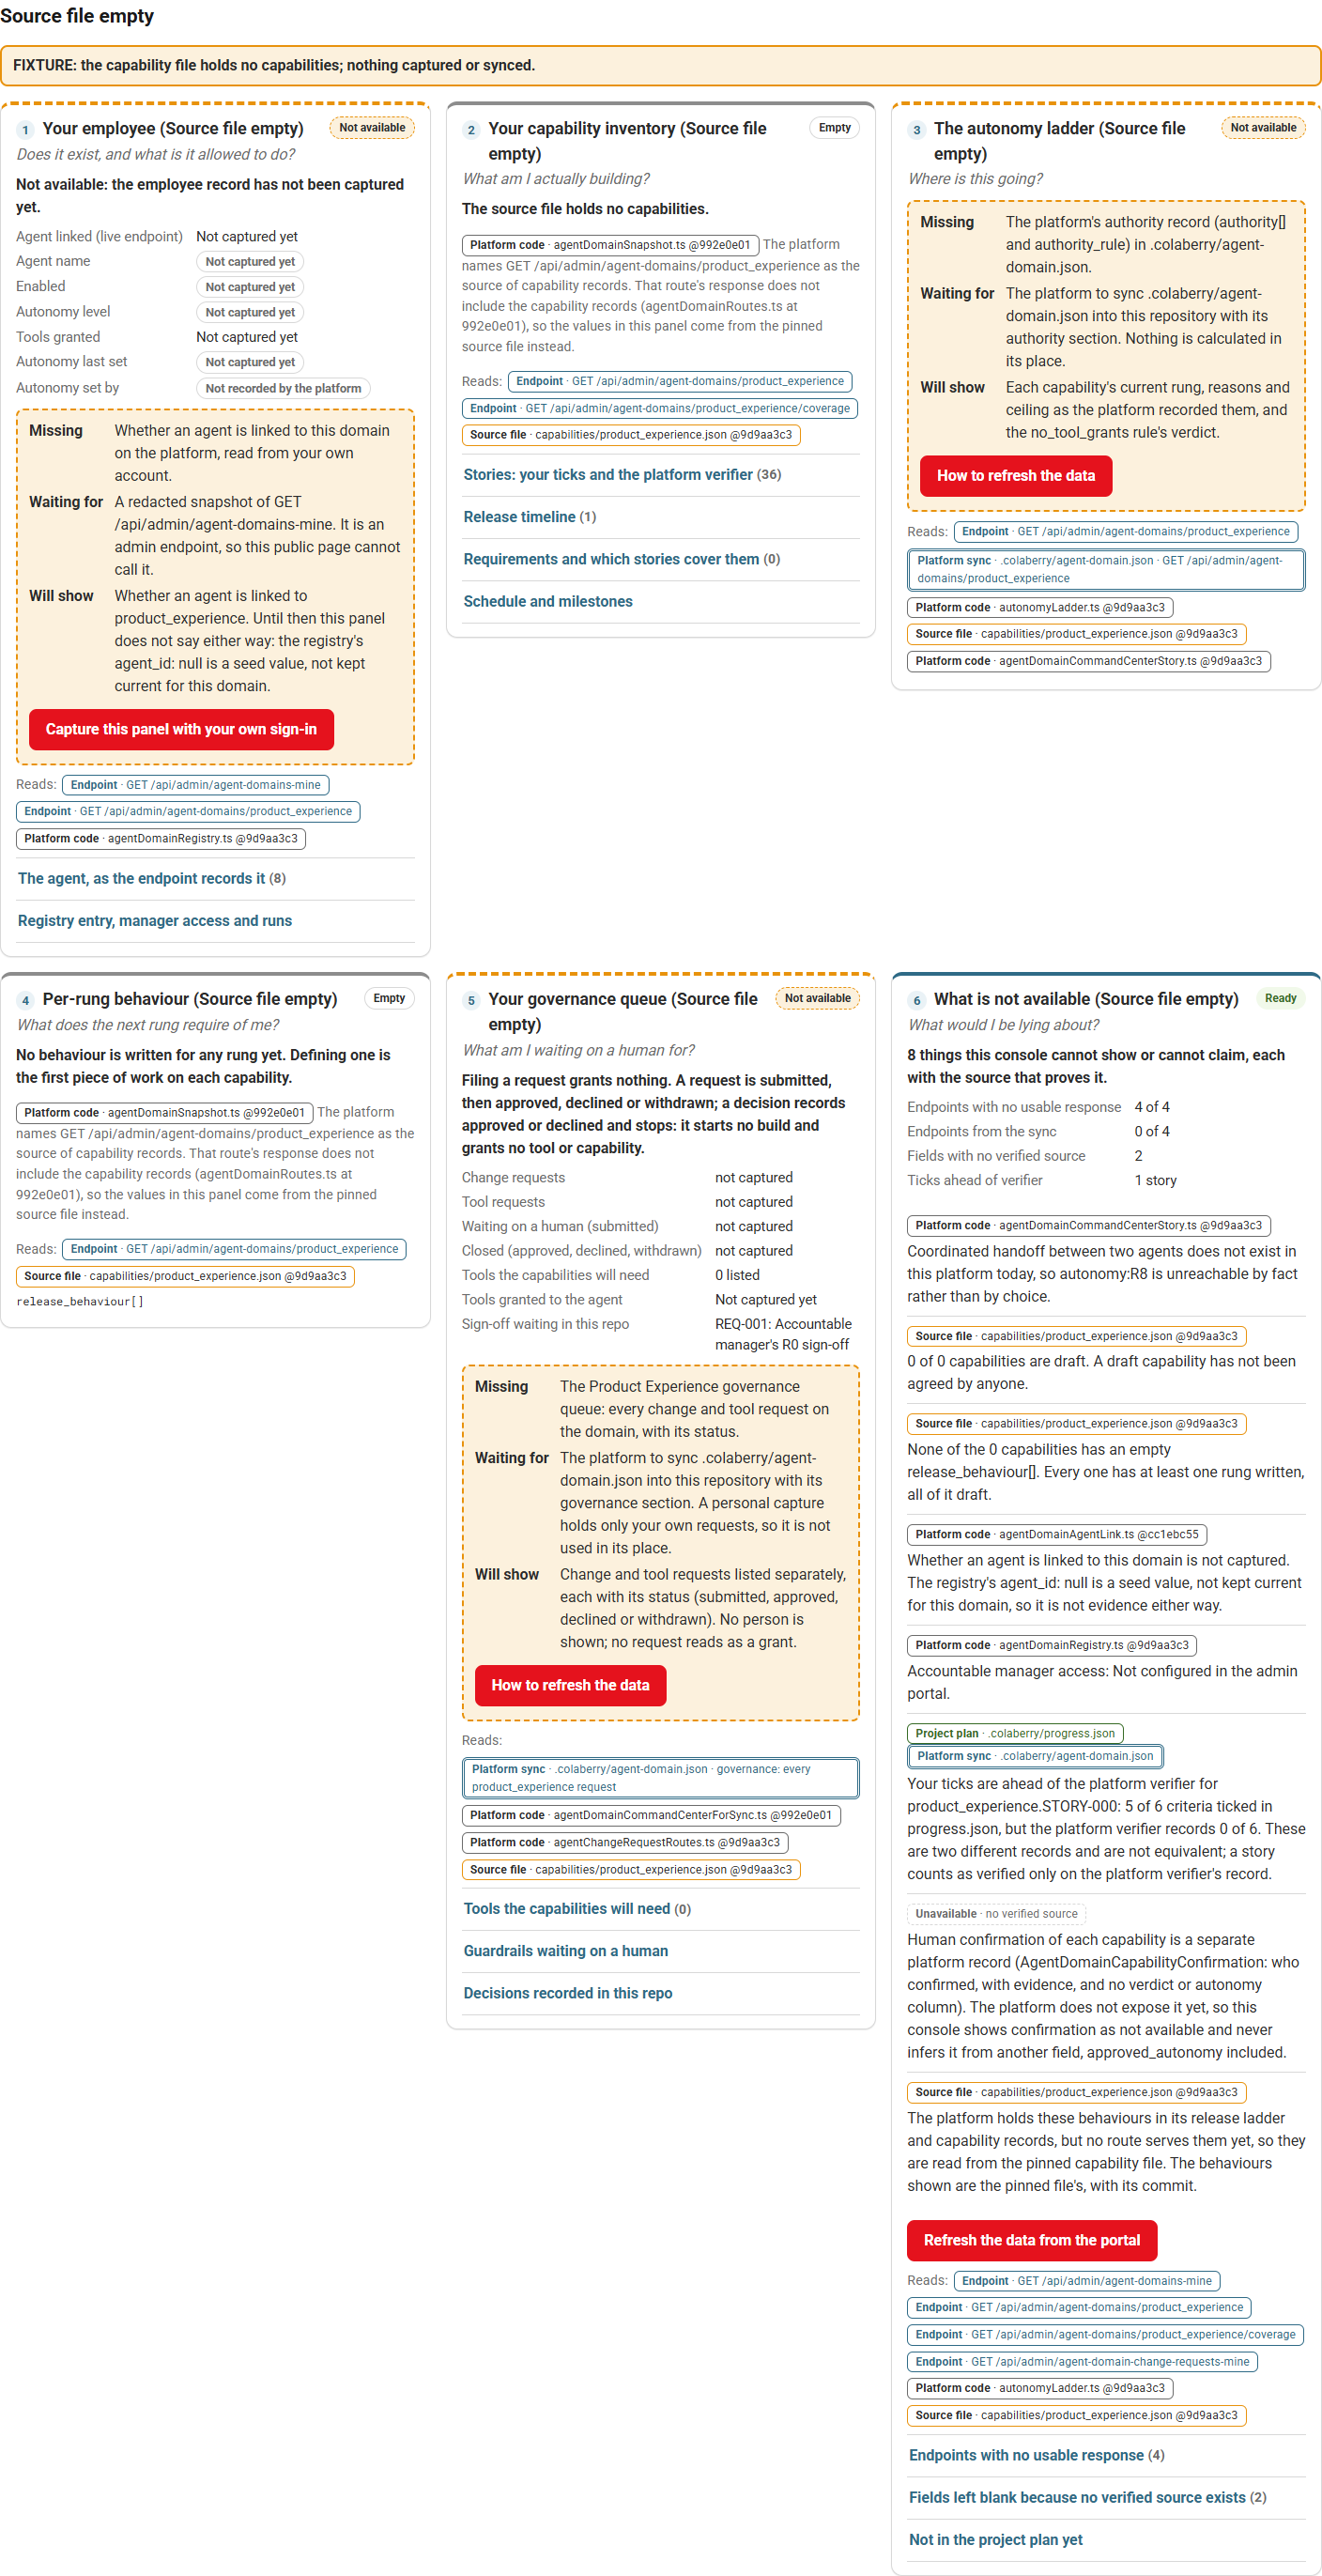 Source file empty
FIXTURE: the capability file holds no capabilities; nothing captured or synced.
1 Your employee (Source file empty) Not available
Does it exist, and what is it allowed to do?
Not available: the employee record has not been captured
yet.
Agent linked (live endpoint) Not captured yet
Agent name Not captured yet
Enabled Not captured yet
Autonomy level Not captured yet
Tools granted Not captured yet
Autonomy last set Not captured yet
Autonomy set by Not recorded by the platform
Missing Whether an agent is linked to this domain
on the platform, read from your own
account.
Waiting for A redacted snapshot of GET
/api/admin/agent-domains-mine. It is an
admin endpoint, so this public page cannot
call it.
Will show Whether an agent is linked to
product_experience. Until then this panel
does not say either way: the registry's
agent_id: null is a seed value, not kept
current for this domain.
Capture this panel with your own sign-in
Reads: Endpoint · GET /api/admin/agent-domains-mine
Endpoint · GET /api/admin/agent-domains/product_experience
Platform code · agentDomainRegistry.ts @9d9aa3c3
The agent, as the endpoint records it (8)
Registry entry, manager access and runs
2 Your capability inventory (Source file Empty
empty)
What am I actually building?
The source file holds no capabilities.
Platform code · agentDomainSnapshot.ts @992e0e01 The platform
names GET /api/admin/agent-domains/product_experience as the
source of capability records. That route's response does not
include the capability records (agentDomainRoutes.ts at
992e0e01), so the values in this panel come from the pinned
source file instead.
Reads: Endpoint · GET /api/admin/agent-domains/product_experience
Endpoint · GET /api/admin/agent-domains/product_experience/coverage
Source file · capabilities/product_experience.json @9d9aa3c3
Stories: your ticks and the platform verifier (36)
Release timeline (1)
Requirements and which stories cover them (0)
Schedule and milestones
3 The autonomy ladder (Source file Not available
empty)
Where is this going?
Missing The platform's authority record (authority[]
and authority_rule) in .colaberry/agent-
domain.json.
Waiting for The platform to sync .colaberry/agent-
domain.json into this repository with its
authority section. Nothing is calculated in
its place.
Will show Each capability's current rung, reasons and
ceiling as the platform recorded them, and
the no_tool_grants rule's verdict.
How to refresh the data
Reads: Endpoint · GET /api/admin/agent-domains/product_experience
Platform sync · .colaberry/agent-domain.json · GET /api/admin/agent-
domains/product_experience
Platform code · autonomyLadder.ts @9d9aa3c3
Source file · capabilities/product_experience.json @9d9aa3c3
Platform code · agentDomainCommandCenterStory.ts @9d9aa3c3
4 Per-rung behaviour (Source file empty) Empty
What does the next rung require of me?
No behaviour is written for any rung yet. Defining one is
the first piece of work on each capability.
Platform code · agentDomainSnapshot.ts @992e0e01 The platform
names GET /api/admin/agent-domains/product_experience as the
source of capability records. That route's response does not
include the capability records (agentDomainRoutes.ts at
992e0e01), so the values in this panel come from the pinned
source file instead.
Reads: Endpoint · GET /api/admin/agent-domains/product_experience
Source file · capabilities/product_experience.json @9d9aa3c3
release_behaviour[]
5 Your governance queue (Source file Not available
empty)
What am I waiting on a human for?
Filing a request grants nothing. A request is submitted,
then approved, declined or withdrawn; a decision records
approved or declined and stops: it starts no build and
grants no tool or capability.
Change requests not captured
Tool requests not captured
Waiting on a human (submitted) not captured
Closed (approved, declined, withdrawn) not captured
Tools the capabilities will need 0 listed
Tools granted to the agent Not captured yet
Sign-off waiting in this repo REQ-001: Accountable
manager's R0 sign-off
Missing The Product Experience governance
queue: every change and tool request on
the domain, with its status.
Waiting for The platform to sync .colaberry/agent-
domain.json into this repository with its
governance section. A personal capture
holds only your own requests, so it is not
used in its place.
Will show Change and tool requests listed separately,
each with its status (submitted, approved,
declined or withdrawn). No person is
shown; no request reads as a grant.
How to refresh the data
Reads:
Platform sync · .colaberry/agent-domain.json · governance: every
product_experience request
Platform code · agentDomainCommandCenterForSync.ts @992e0e01
Platform code · agentChangeRequestRoutes.ts @9d9aa3c3
Source file · capabilities/product_experience.json @9d9aa3c3
Tools the capabilities will need (0)
Guardrails waiting on a human
Decisions recorded in this repo
6 What is not available (Source file empty) Ready
What would I be lying about?
8 things this console cannot show or cannot claim, each
with the source that proves it.
Endpoints with no usable response 4 of 4
Endpoints from the sync 0 of 4
Fields with no verified source 2
Ticks ahead of verifier 1 story
Platform code · agentDomainCommandCenterStory.ts @9d9aa3c3
Coordinated handoff between two agents does not exist in
this platform today, so autonomy:R8 is unreachable by fact
rather than by choice.
Source file · capabilities/product_experience.json @9d9aa3c3
0 of 0 capabilities are draft. A draft capability has not been
agreed by anyone.
Source file · capabilities/product_experience.json @9d9aa3c3
None of the 0 capabilities has an empty
release_behaviour[]. Every one has at least one rung written,
all of it draft.
Platform code · agentDomainAgentLink.ts @cc1ebc55
Whether an agent is linked to this domain is not captured.
The registry's agent_id: null is a seed value, not kept current
for this domain, so it is not evidence either way.
Platform code · agentDomainRegistry.ts @9d9aa3c3
Accountable manager access: Not configured in the admin
portal.
Project plan · .colaberry/progress.json
Platform sync · .colaberry/agent-domain.json
Your ticks are ahead of the platform verifier for
product_experience.STORY-000: 5 of 6 criteria ticked in
progress.json, but the platform verifier records 0 of 6. These
are two different records and are not equivalent; a story
counts as verified only on the platform verifier's record.
Unavailable · no verified source
Human confirmation of each capability is a separate
platform record (AgentDomainCapabilityConfirmation: who
confirmed, with evidence, and no verdict or autonomy
column). The platform does not expose it yet, so this
console shows confirmation as not available and never
infers it from another field, approved_autonomy included.
Source file · capabilities/product_experience.json @9d9aa3c3
The platform holds these behaviours in its release ladder
and capability records, but no route serves them yet, so they
are read from the pinned capability file. The behaviours
shown are the pinned file's, with its commit.
Refresh the data from the portal
Reads: Endpoint · GET /api/admin/agent-domains-mine
Endpoint · GET /api/admin/agent-domains/product_experience
Endpoint · GET /api/admin/agent-domains/product_experience/coverage
Endpoint · GET /api/admin/agent-domain-change-requests-mine
Platform code · autonomyLadder.ts @9d9aa3c3
Source file · capabilities/product_experience.json @9d9aa3c3
Endpoints with no usable response (4)
Fields left blank because no verified source exists (2)
Not in the project plan yet